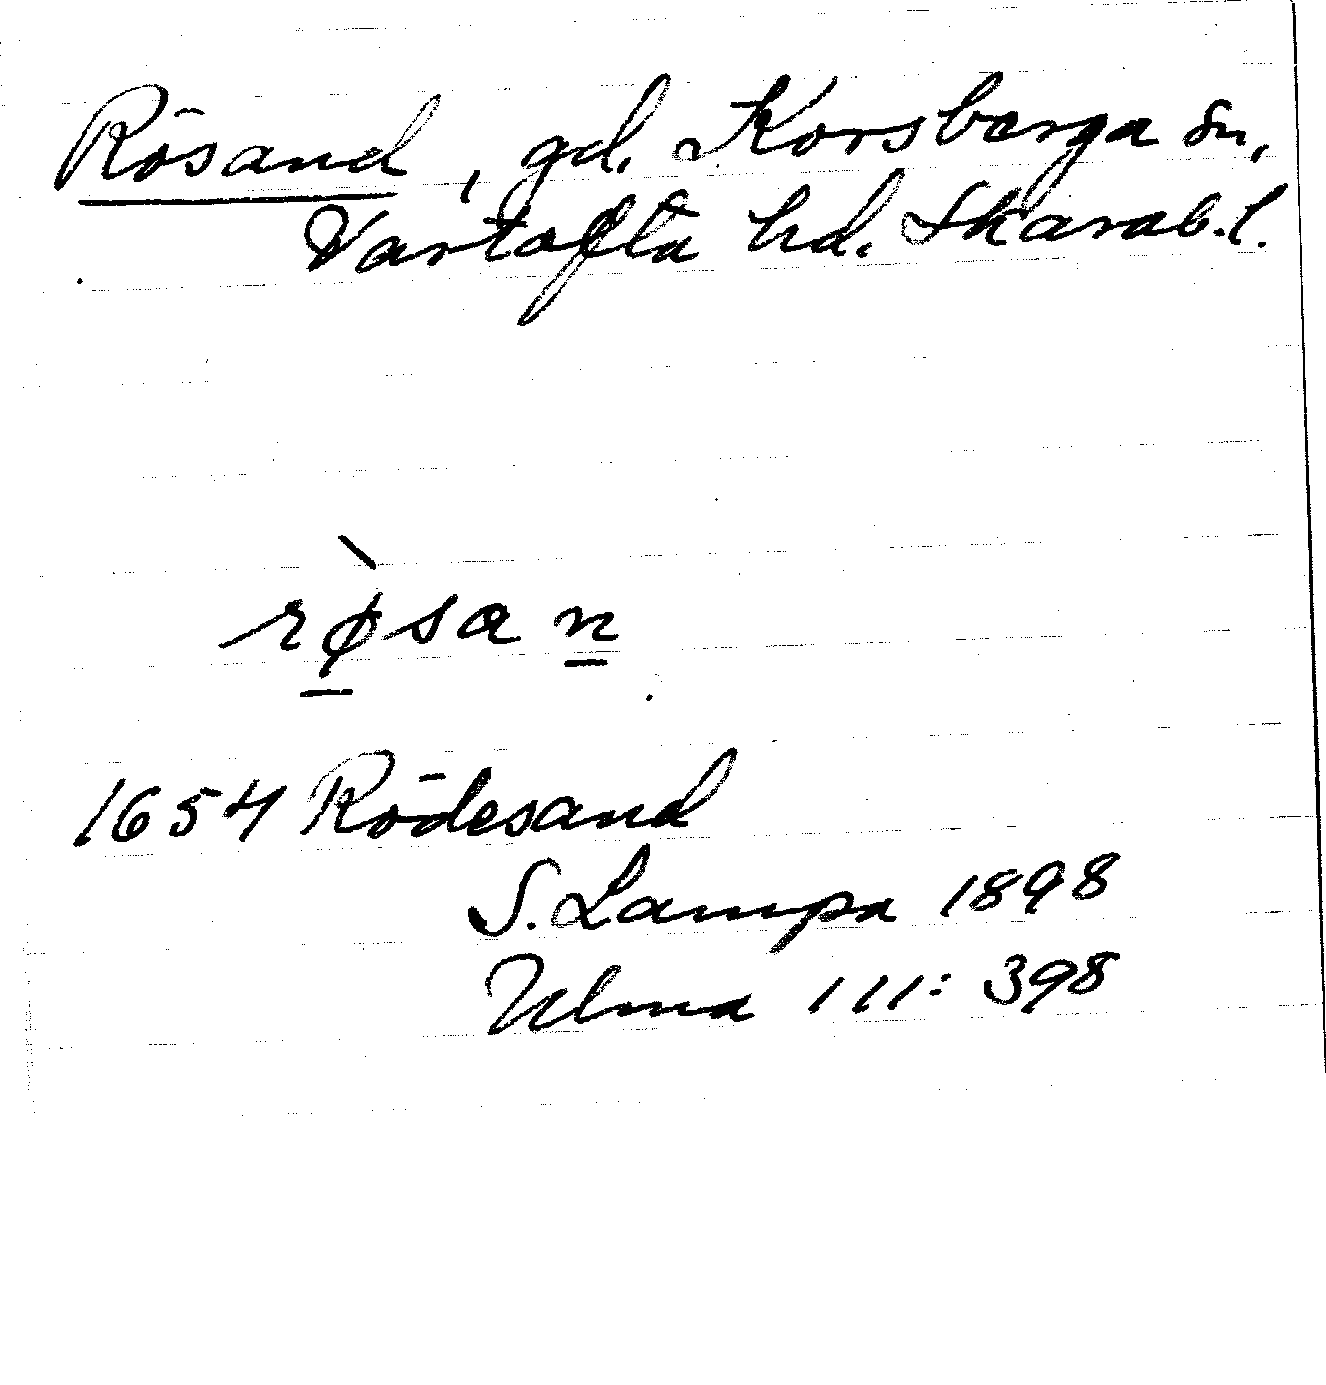 Rösand, gd. Korsberga sn,
Vartofta hd. Skarab.l.
rø̀san
1654 Rödesand
S. Lampa 1898
Ulma 111: 398